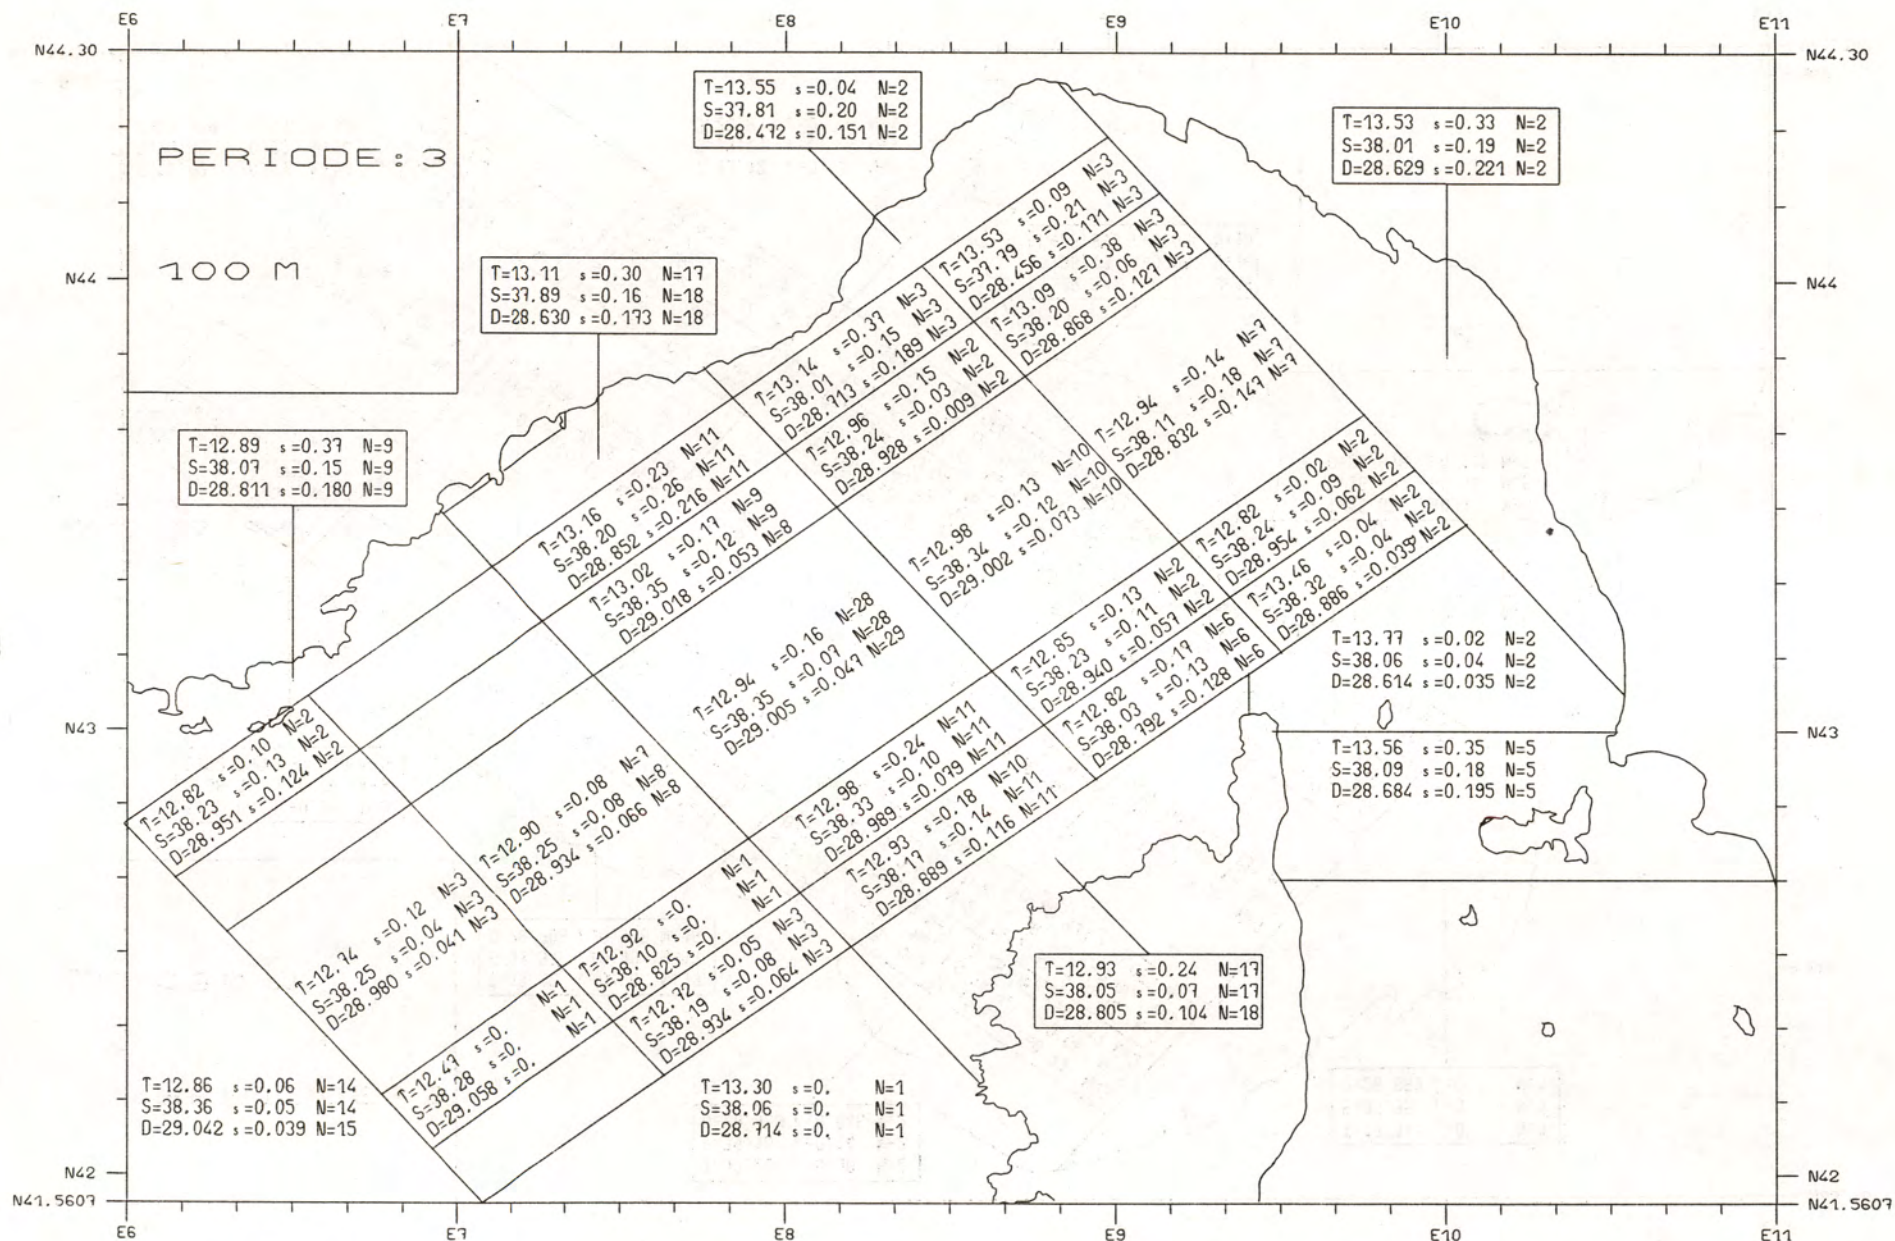 E6 E7 E8 E9 E10 E11
N44.30 N44.30
PERIODE: 3
100 M
T=13.55 s=0.04 N=2
S=37.81 s=0.20 N=2
D=28.472 s=0.151 N=2
T=13.53 s=0.33 N=2
S=38.01 s=0.19 N=2
D=28.629 s=0.221 N=2
N44 N44
T=13.11 s=0.30 N=17
S=37.89 s=0.16 N=18
D=28.630 s=0.173 N=18
T=13.53 s=0.09 N=3
S=37.79 s=0.21 N=3
D=28.456 s=0.171 N=3
T=13.09 s=0.38 N=3
S=38.20 s=0.06 N=3
D=28.868 s=0.127 N=3
T=13.14 s=0.37 N=3
S=38.01 s=0.15 N=3
D=28.713 s=0.189 N=3
T=12.96 s=0.15 N=2
S=38.24 s=0.03 N=2
D=28.928 s=0.009 N=2
T=12.94 s=0.14 N=7
S=38.11 s=0.18 N=7
D=28.832 s=0.147 N=7
T=12.89 s=0.37 N=9
S=38.07 s=0.15 N=9
D=28.811 s=0.180 N=9
T=13.16 s=0.23 N=11
S=38.20 s=0.26 N=11
D=28.852 s=0.216 N=11
T=13.02 s=0.17 N=9
S=38.35 s=0.12 N=9
D=29.018 s=0.053 N=8
T=12.98 s=0.13 N=10
S=38.34 s=0.12 N=10
D=29.002 s=0.073 N=10
T=12.82 s=0.02 N=2
S=38.24 s=0.09 N=2
D=28.954 s=0.062 N=2
T=13.46 s=0.04 N=2
S=38.32 s=0.04 N=2
D=28.886 N=2
T=12.94 s=0.16 N=28
S=38.35 s=0.07 N=28
D=29.005 s=0.047 N=29
T=12.85 s=0.13 N=2
S=38.23 s=0.11 N=2
D=28.940 s=0.057 N=2
T=12.82 s=0.17 N=6
S=38.03 s=0.13 N=6
D=28.792 s=0.128 N=6
T=13.77 s=0.02 N=2
S=38.06 s=0.04 N=2
D=28.614 s=0.035 N=2
N43 N43
T=13.56 s=0.35 N=5
S=38.09 s=0.18 N=5
D=28.684 s=0.195 N=5
T=12.82 s=0.10 N=2
S=38.23 s=0.13 N=2
D=28.951 s=0.124 N=2
T=12.90 s=0.08 N=7
S=38.25 s=0.08 N=8
D=28.934 s=0.066 N=8
T=12.98 s=0.24 N=11
S=38.33 s=0.10 N=11
D=28.989 s=0.079 N=11
T=12.93 s=0.18 N=10
S=38.17 s=0.14 N=11
D=28.889 s=0.116 N=11
T=12.74 s=0.12 N=3
S=38.25 s=0.04 N=3
D=28.980 s=0.041 N=3
T=12.92 s=0. N=1
S=38.10 s=0. N=1
D=28.825 s=0. N=1
T=12.72 s=0.05 N=3
S=38.19 s=0.08 N=3
D=28.934 s=0.064 N=3
T=12.93 s=0.24 N=17
S=38.05 s=0.07 N=17
D=28.805 s=0.104 N=18
T=12.47 s=0. N=1
S=38.28 s=0. N=1
D=29.058 s=0. N=1
T=12.86 s=0.06 N=14
S=38.36 s=0.05 N=14
D=29.042 s=0.039 N=15
T=13.30 s=0. N=1
S=38.06 s=0. N=1
D=28.714 s=0. N=1
N42 N42
N41.5607 N41.5607
E6 E7 E8 E9 E10 E11